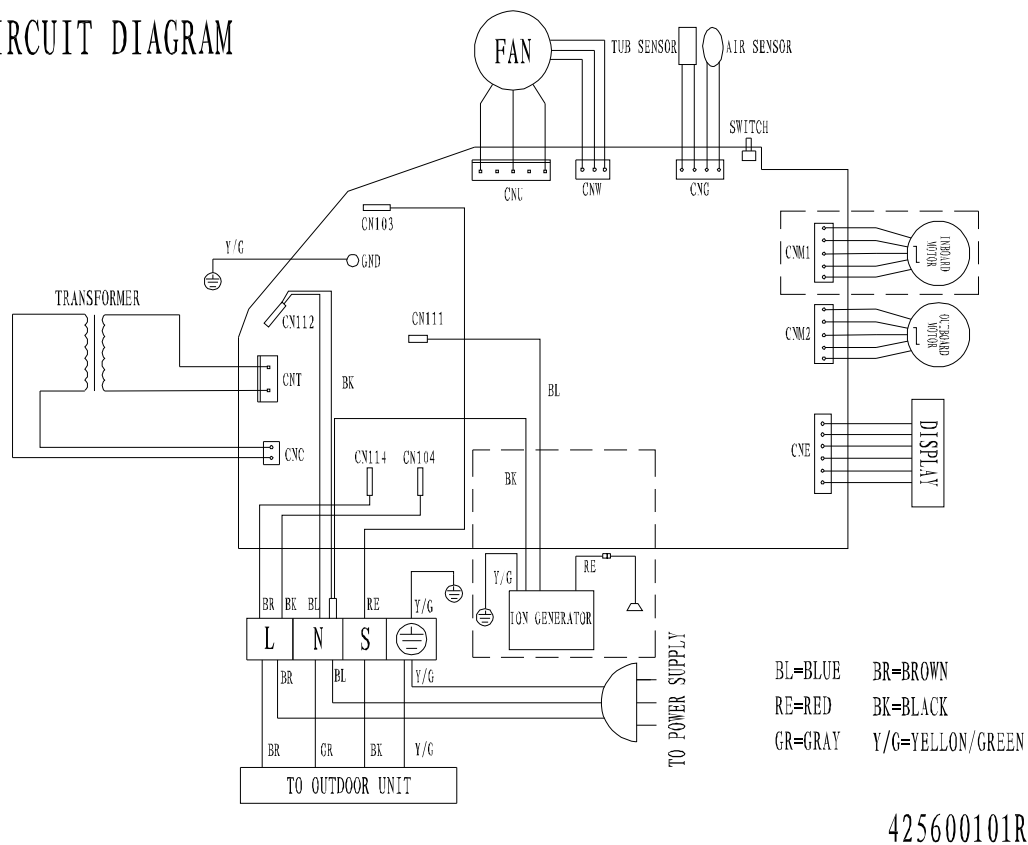 IRCUIT DIAGRAM
FAN
TUB SENSOR
AIR SENSOR
SWITCH
CNU
CNW
CNG
CN103
Y/G
GND
CNM1
INBOARD
MOTOR
TRANSFORMER
CN112
CN111
CNM2
MOTOR
CNT
BK
BL
CNC
CN114
CN104
BK
CNE
DISPLAY
Y/G
RE
BR
BK
BL
RE
Y/G
ION GENERATOR
L
N
S
BR
BL
Y/G
TO POWER SUPPLY
BR
GR
BK
Y/G
TO OUTDOOR UNIT
BL=BLUE
BR=BROWN
RE=RED
BK=BLACK
GR=GRAY
Y/G=YELLON/GREEN
425600101R